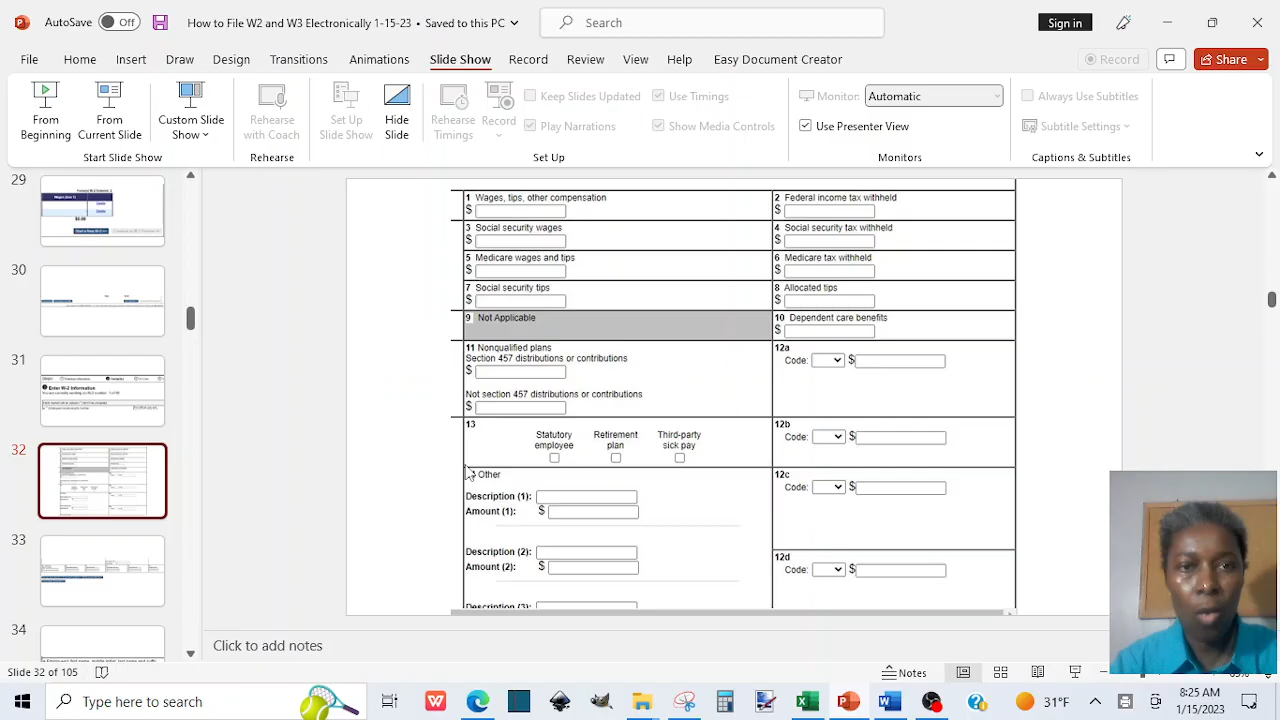 AutoSave Off How to File W2 and W3 Electronically 1-15-23 • Saved to this PC Search Sign in
File Home Insert Draw Design Transitions Animations Slide Show Record Review View Help Easy Document Creator Record Share
From Beginning
From Current Slide
Custom Slide Show
Rehearse with Coach
Set Up Slide Show
Hide Slide
Rehearse Timings
Record
Keep Slides Updated
Play Narrations
Use Timings
Show Media Controls
Monitor: Automatic
Use Presenter View
Always Use Subtitles
Subtitle Settings
Start Slide Show Rehearse Set Up Monitors Captions & Subtitles
29
30
31
Enter W-2 Information
32
33
34
1 Wages, tips, other compensation
$
2 Federal income tax withheld
$
3 Social security wages
$
4 Social security tax withheld
$
5 Medicare wages and tips
$
6 Medicare tax withheld
$
7 Social security tips
$
8 Allocated tips
$
9 Not Applicable
10 Dependent care benefits
$
11 Nonqualified plans
Section 457 distributions or contributions
$
Not section 457 distributions or contributions
$
12a
Code: $
13
Statutory employee
Retirement plan
Third-party sick pay
12b
Code: $
Other
Description (1):
Amount (1): $
12c
Code: $
Description (2):
Amount (2): $
12d
Code: $
Description (3):
Click to add notes
Slide 32 of 105 Notes
Type here to search 31°F 8:25 AM
1/15/2023